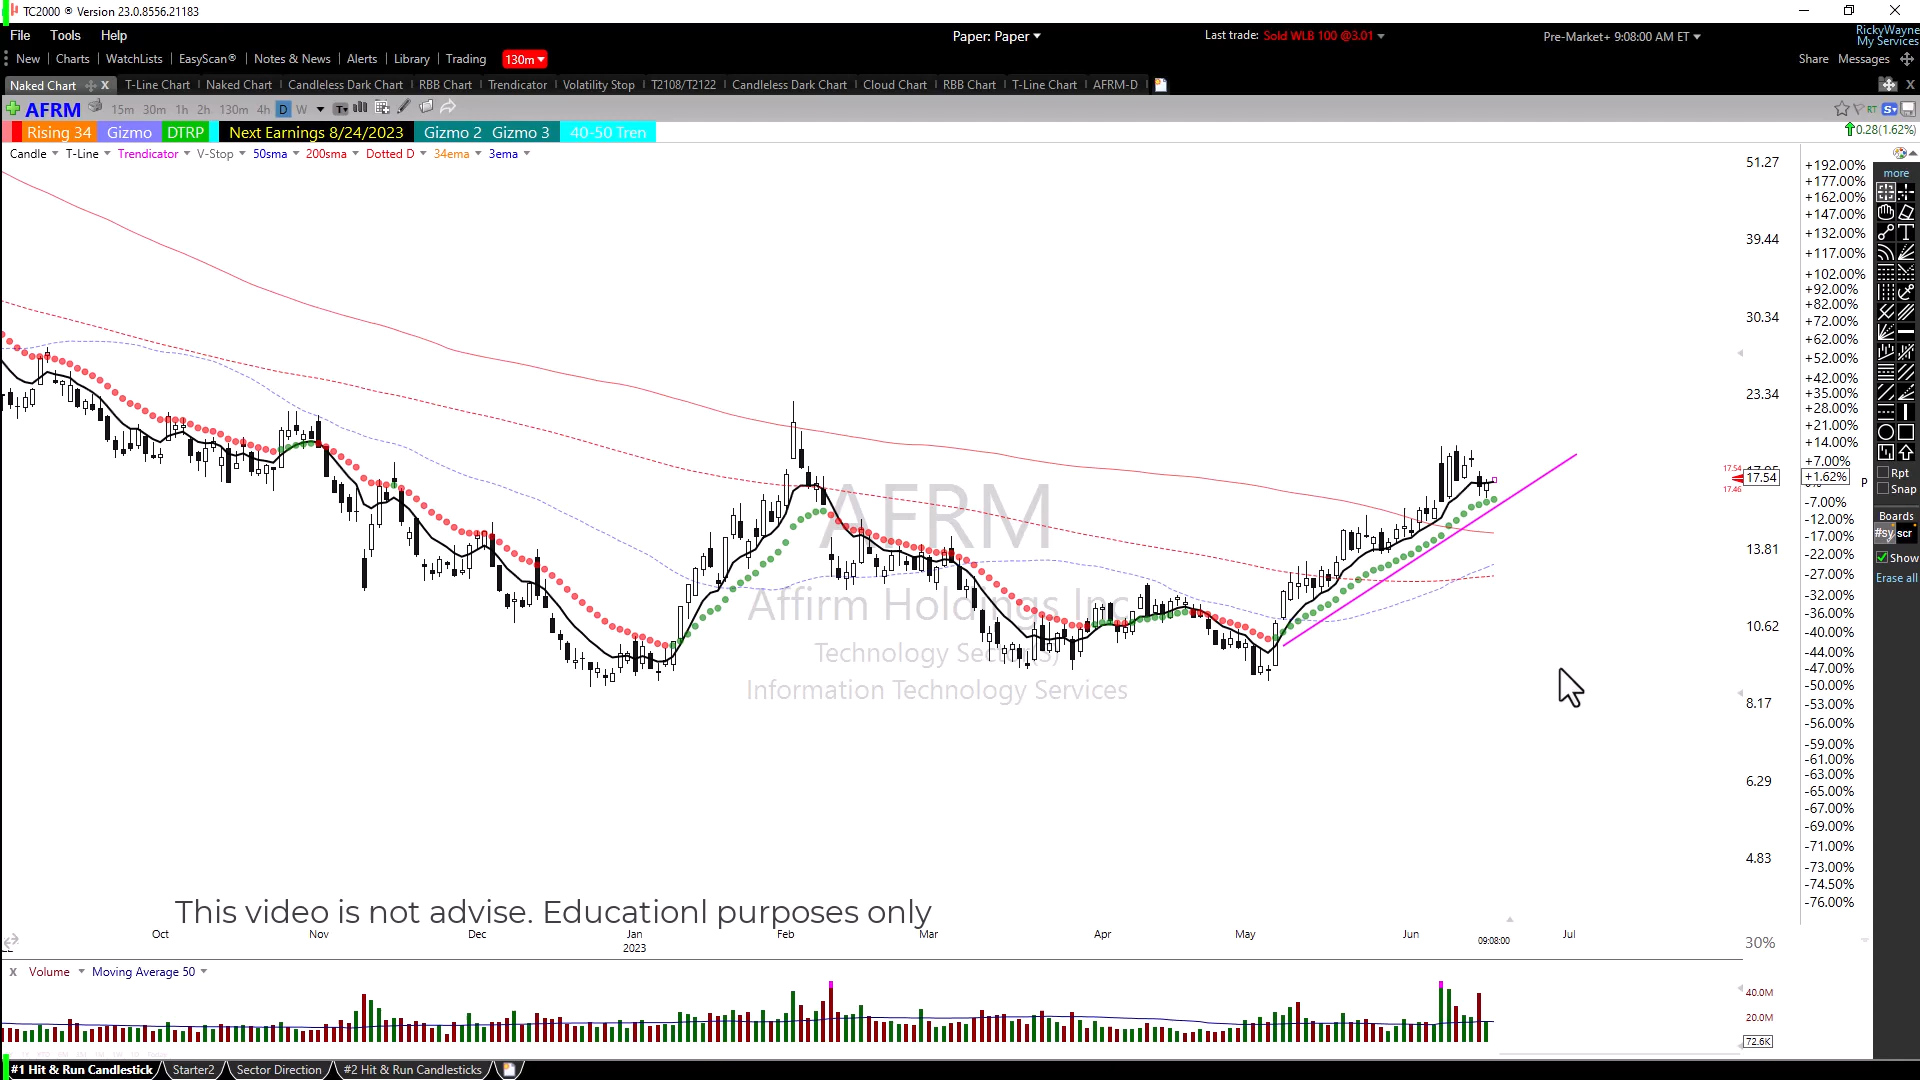 TC2000 ® Version 23.0.8556.21183
File Tools Help
Paper: Paper
Last trade: Sold WLB 100 @3.01
Pre-Market+ 9:08:00 AM ET
RickyWayne
My Services
New Charts WatchLists EasyScan® Notes & News Alerts Library Trading 130m
Share Messages
Naked Chart X T-Line Chart Naked Chart Candleless Dark Chart RBB Chart Trendicator Volatility Stop T2108/T2122 Candleless Dark Chart Cloud Chart RBB Chart T-Line Chart AFRM-D
AFRM 15m 30m 1h 2h 130m 4h D W
RT
Rising 34 Gizmo DTRP Next Earnings 8/24/2023 Gizmo 2 Gizmo 3 40-50 Tren
0.28(1.62%)
Candle T-Line Trendicator V-Stop 50sma 200sma Dotted D 34ema 3ema
51.27
39.44
30.34
23.34
17.54
17.54
17.46
13.81
10.62
8.17
6.29
4.83
30%
+192.00%
+177.00%
+162.00%
+147.00%
+132.00%
+117.00%
+102.00%
+92.00%
+82.00%
+72.00%
+62.00%
+52.00%
+42.00%
+35.00%
+28.00%
+21.00%
+14.00%
+7.00%
+1.62%
P
-7.00%
-12.00%
-17.00%
-22.00%
-27.00%
-32.00%
-36.00%
-40.00%
-44.00%
-47.00%
-50.00%
-53.00%
-56.00%
-59.00%
-61.00%
-63.00%
-65.00%
-67.00%
-69.00%
-71.00%
-73.00%
-74.50%
-76.00%
more
Rpt
Snap
Boards
#sy scr
Show
Erase all
AFRM
Affirm Holdings Inc
Technology Sector(s)
Information Technology Services
This video is not advise. Educationl purposes only
Oct Nov Dec Jan Feb Mar Apr May Jun 09:08:00 Jul
2023
X Volume Moving Average 50
40.0M
20.0M
72.6K
#1 Hit & Run Candlestick Starter2 Sector Direction #2 Hit & Run Candlesticks